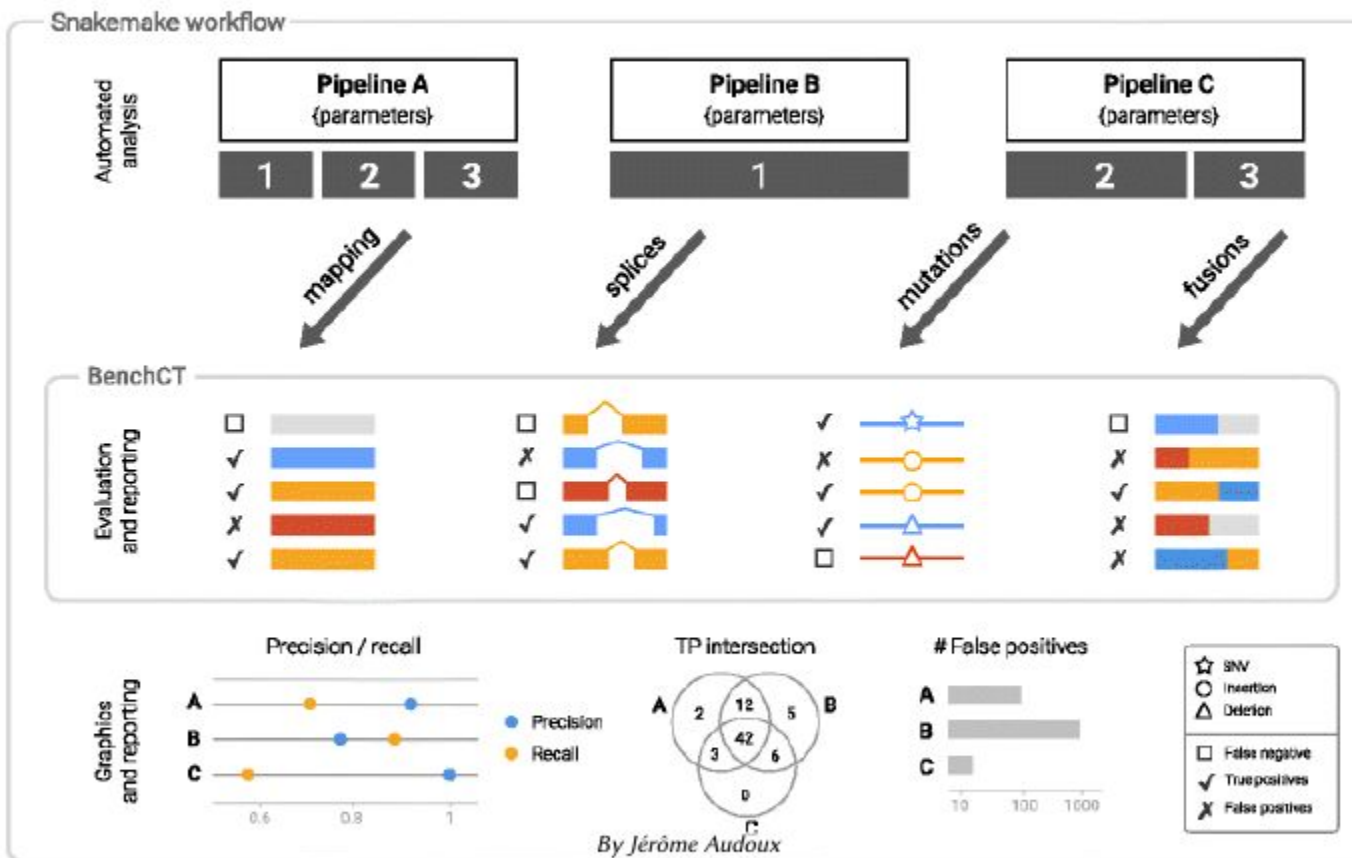 Snakemake workflow
Automated
analysis
Pipeline A
{parameters}
1 2 3
Pipeline B
{parameters}
1
Pipeline C
{parameters}
2 3
mapping
splices
mutations
fusions
BenchCT
Evaluation
and reporting
Graphics
and reporting
Precision / recall
A
B
C
0.6 0.8 1
Precision
Recall
TP intersection
A
B
C
2 12 5
42
3 6
0
# False positives
A
B
C
10 100 1000
SNV
Insertion
Deletion
False negative
True positives
False positives
By Jérôme Audoux